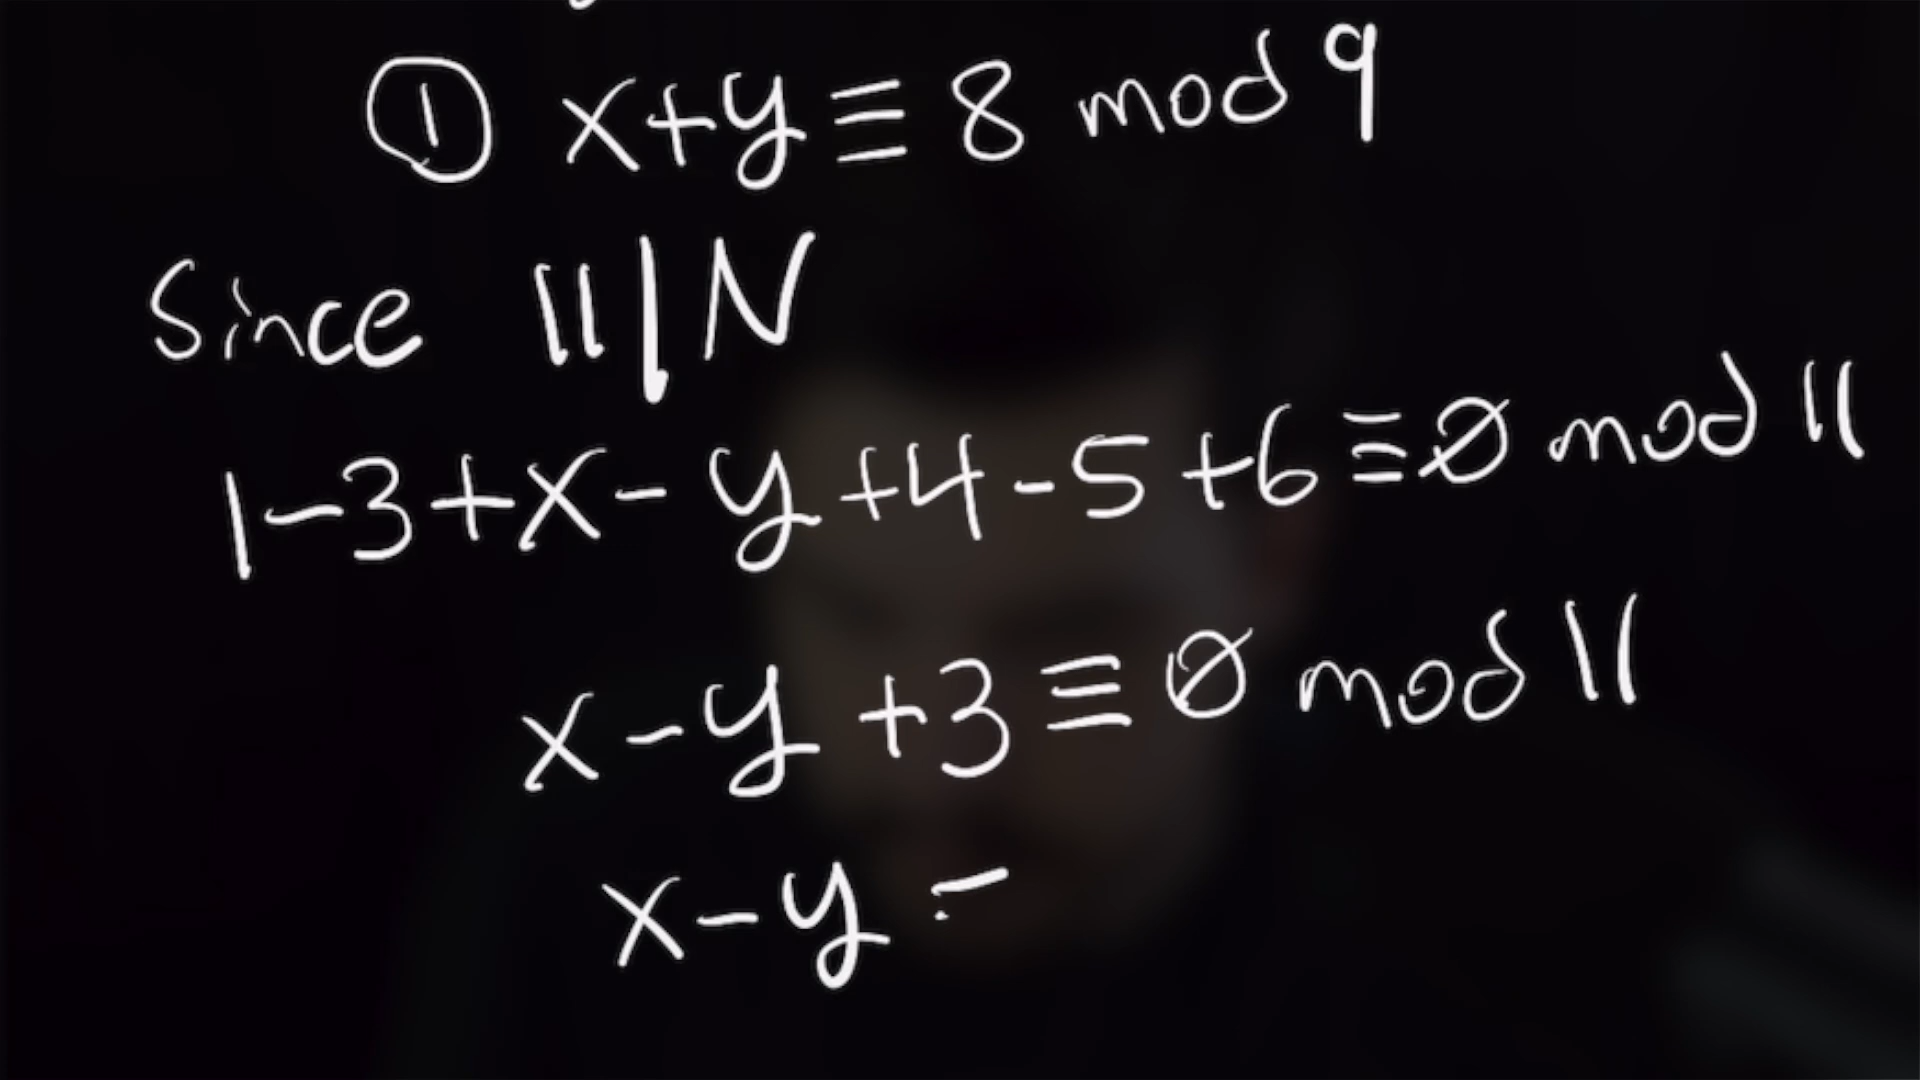 ① x+y≡8 mod 9
Since 11|N
1-3+x-y+4-5+6≡0 mod 11
x-y+3≡0 mod 11
x-y